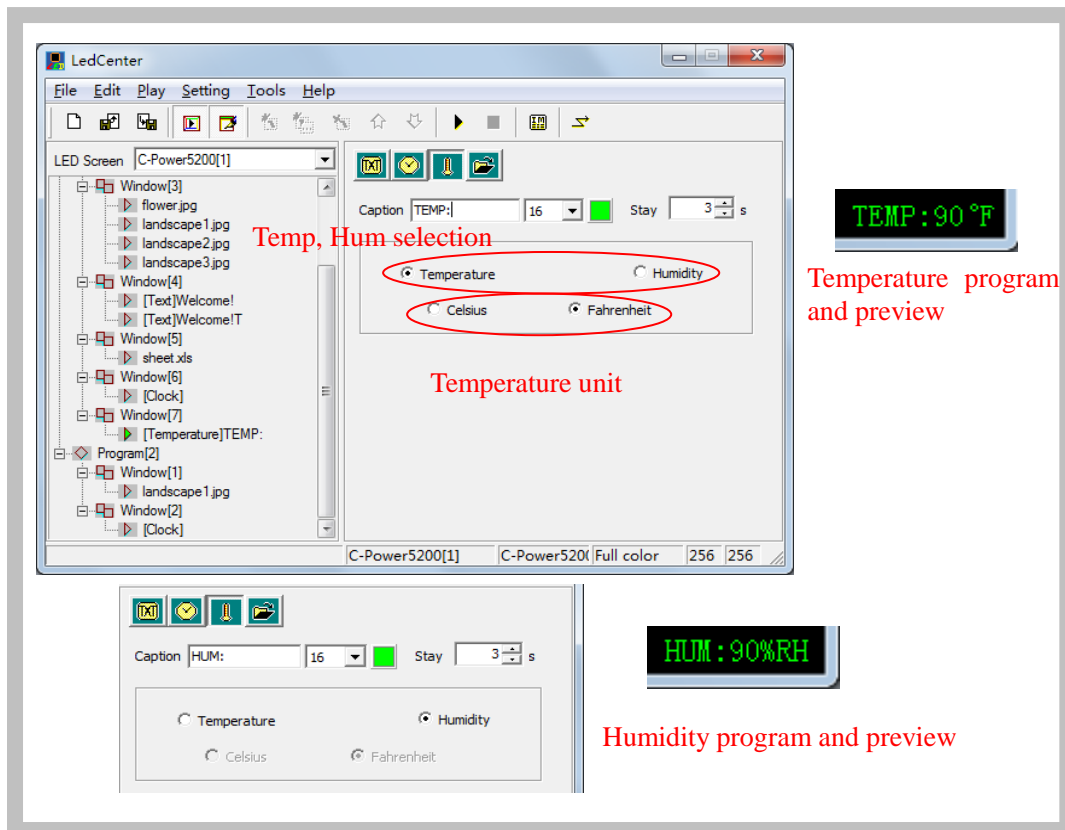 LedCenter
File Edit Play Setting Tools Help
LED Screen C-Power5200[1]
Window[3]
flower.jpg
landscape1.jpg
landscape2.jpg
landscape3.jpg
Window[4]
[Text]Welcome!
[Text]Welcome!T
Window[5]
sheet.xls
Window[6]
[Clock]
Window[7]
[Temperature]TEMP:
Program[2]
Window[1]
landscape1.jpg
Window[2]
[Clock]
TXT
Caption TEMP: 16 Stay 3 s
Temp, Hum selection
Temperature Humidity
Celsius Fahrenheit
Temperature unit
C-Power5200[1] C-Power520( Full color 256 256
TEMP:90°F
Temperature program
and preview
TXT
Caption HUM: 16 Stay 3 s
Temperature Humidity
Celsius Fahrenheit
HUM:90%RH
Humidity program and preview